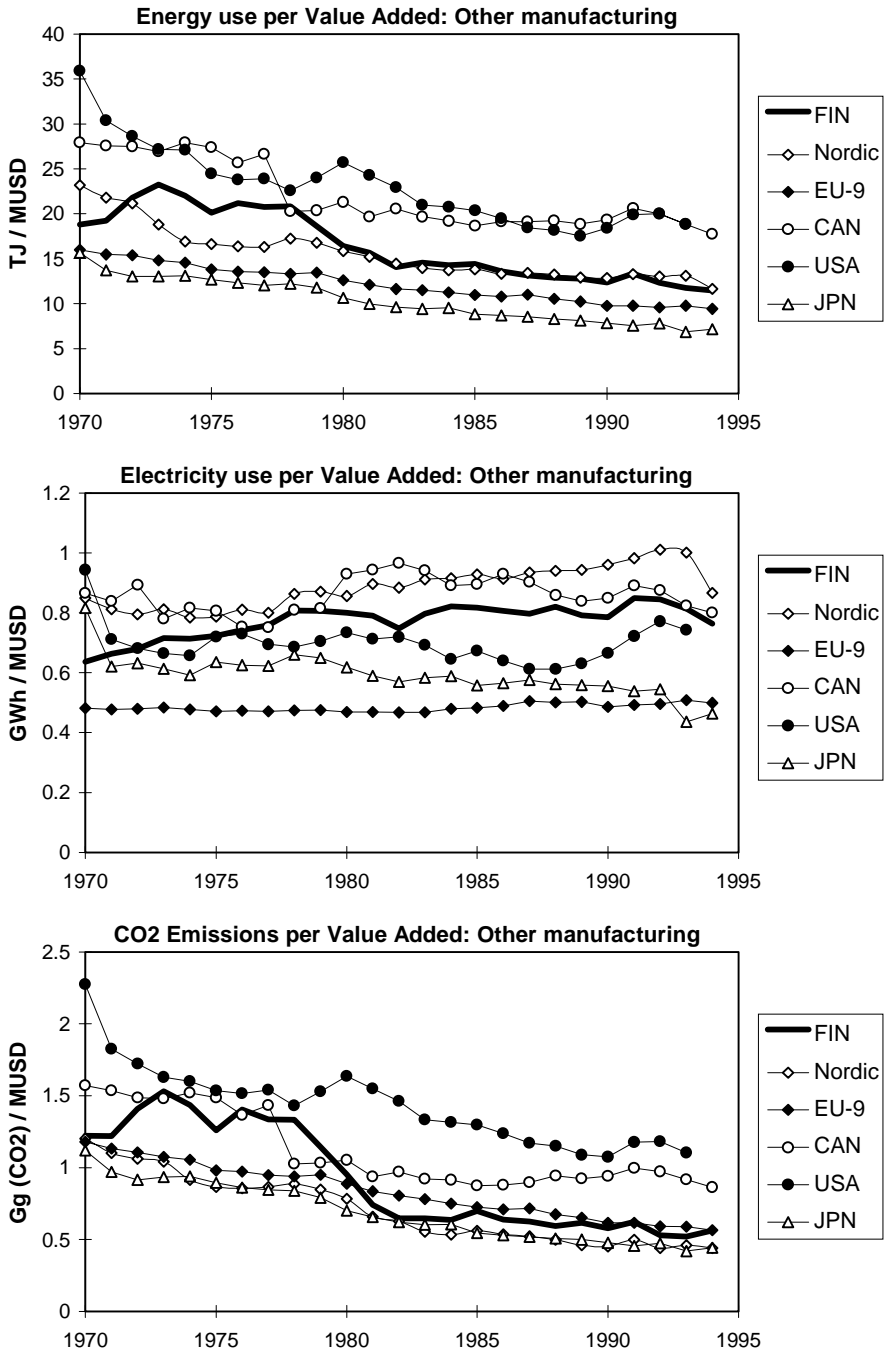 Energy use per Value Added: Other manufacturing
TJ / MUSD
40
35
30
25
20
15
10
5
0
1970 1975 1980 1985 1990 1995
FIN
Nordic
EU-9
CAN
USA
JPN
Electricity use per Value Added: Other manufacturing
GWh / MUSD
1.2
1
0.8
0.6
0.4
0.2
0
1970 1975 1980 1985 1990 1995
FIN
Nordic
EU-9
CAN
USA
JPN
CO2 Emissions per Value Added: Other manufacturing
Gg (CO2) / MUSD
2.5
2
1.5
1
0.5
0
1970 1975 1980 1985 1990 1995
FIN
Nordic
EU-9
CAN
USA
JPN